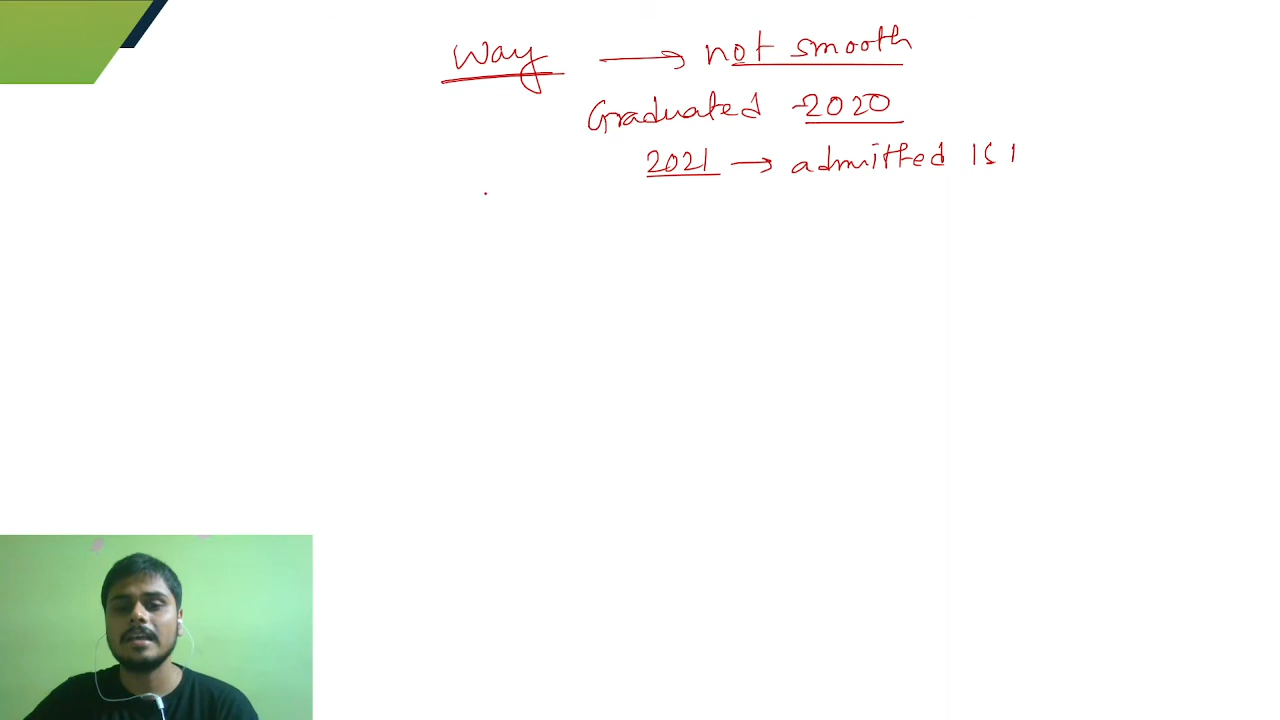 Way → not smooth
Graduated - 2020
2021 → admitted ISI